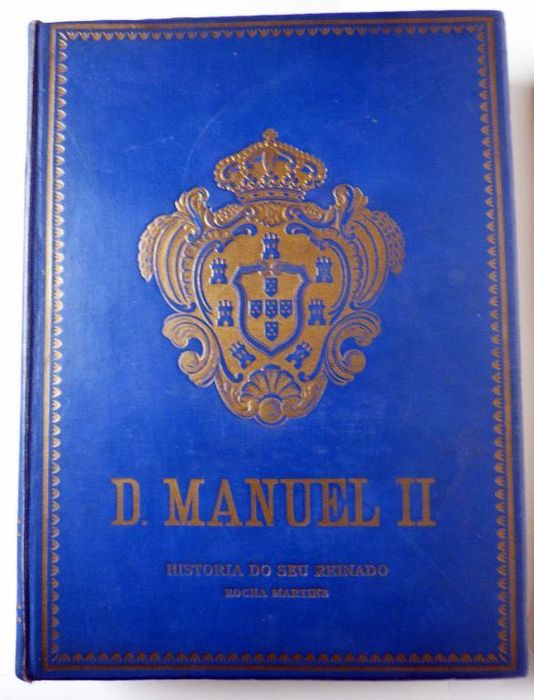 D. MANUEL II
HISTORIA DO SEU REINADO
ROCHA MARTINS